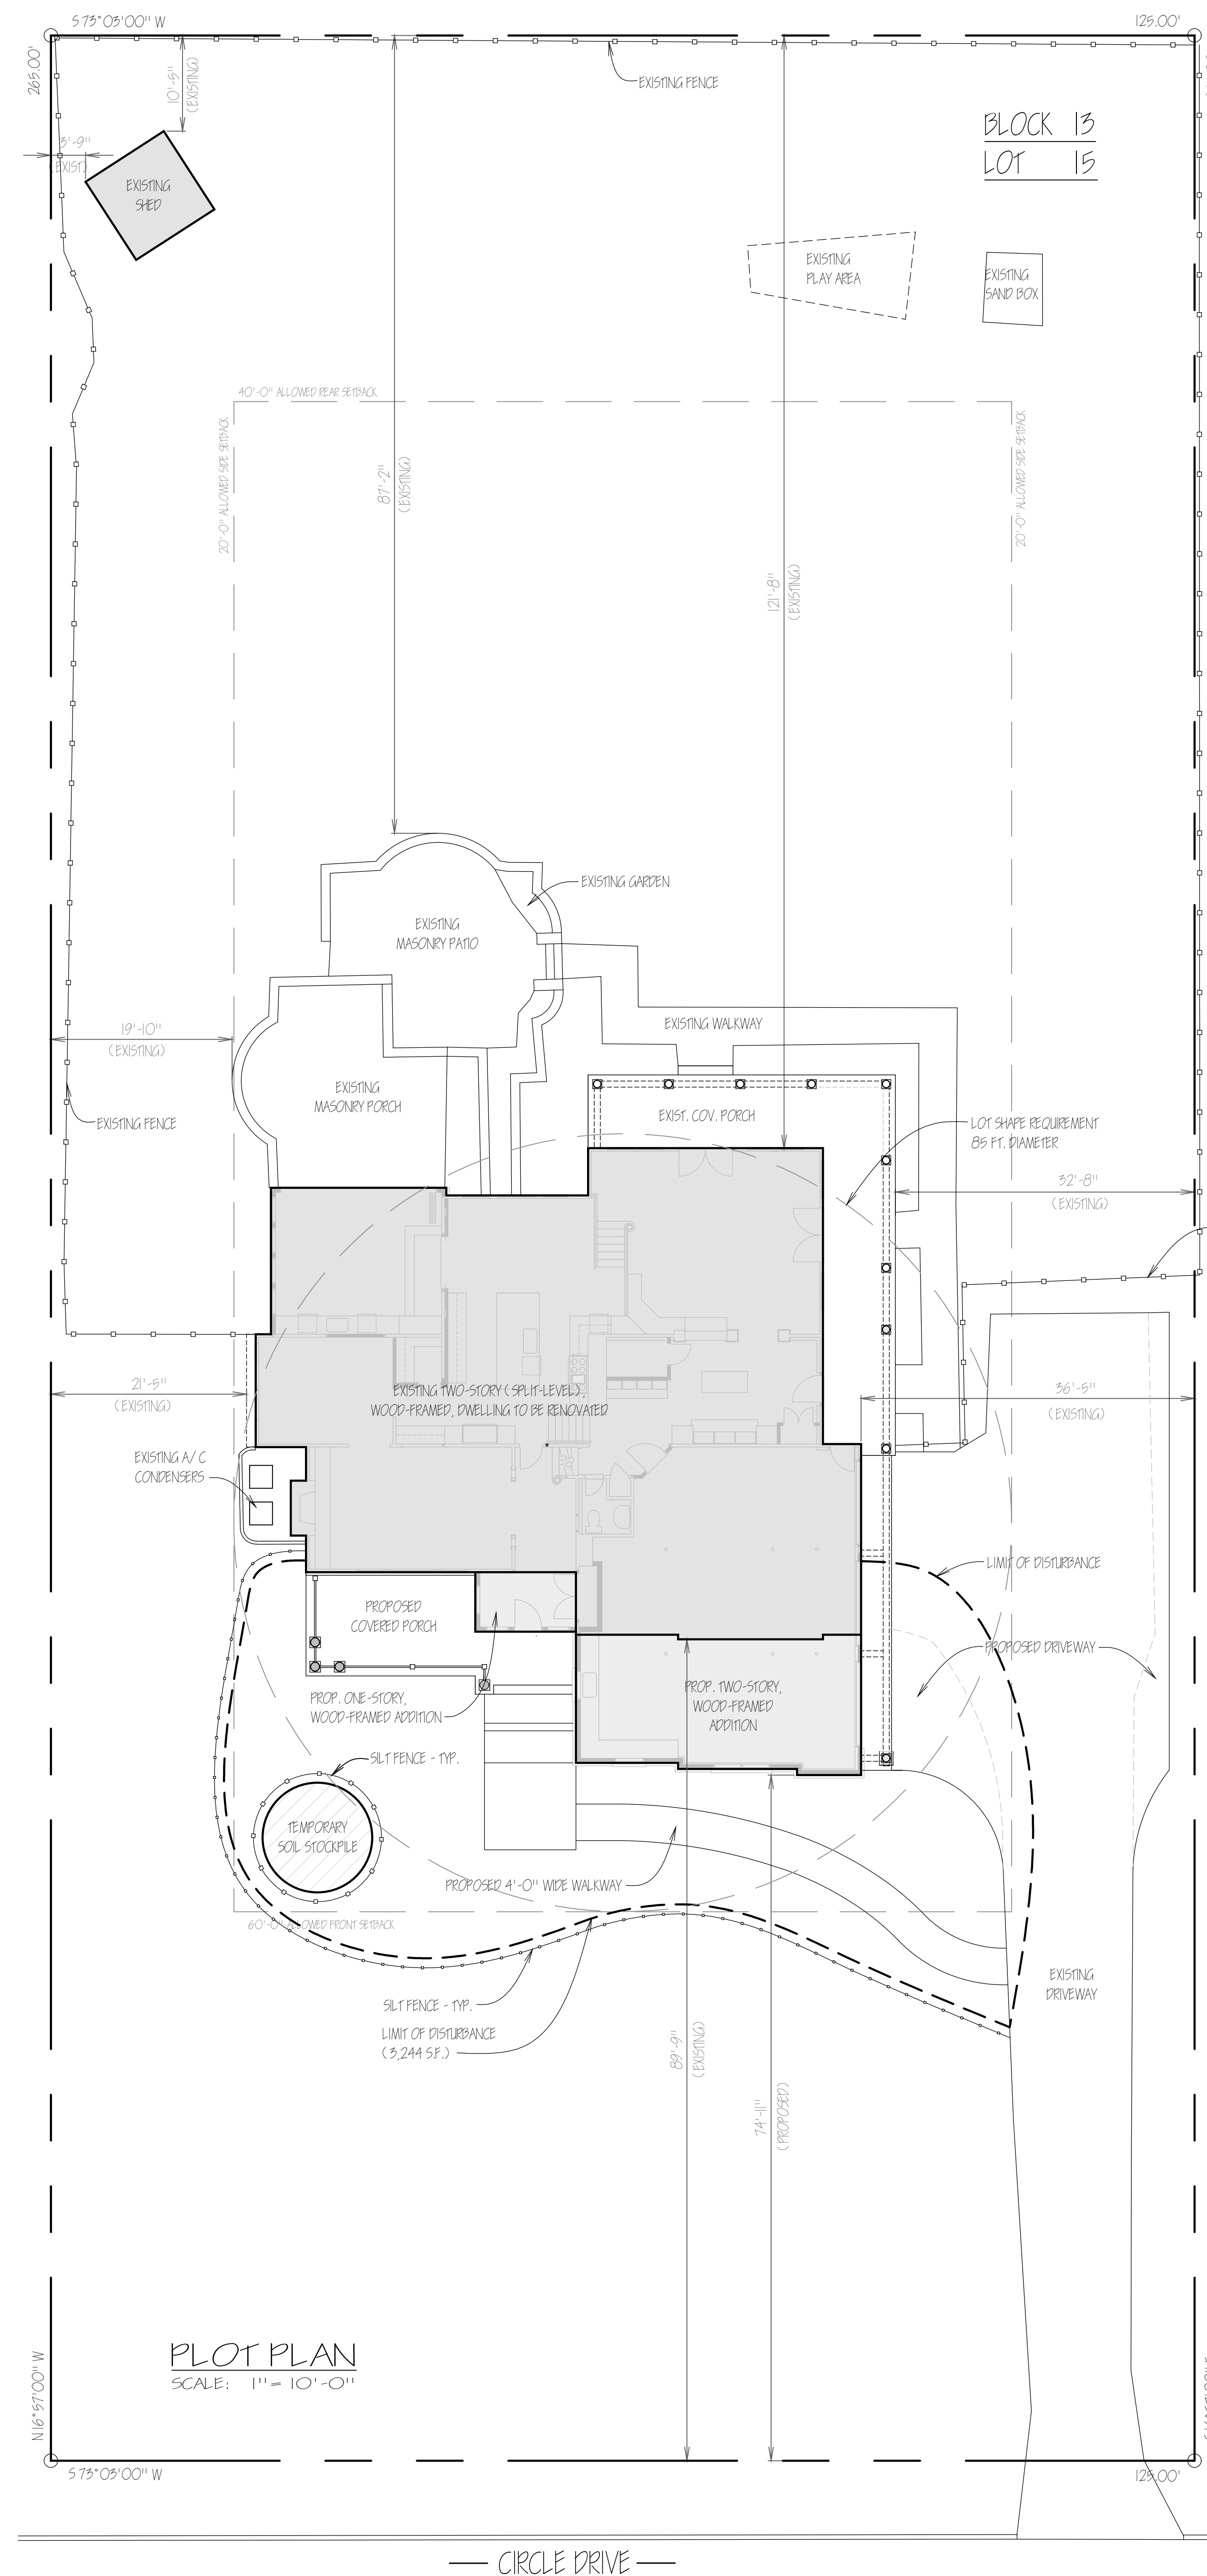 S 73°03'00" W
125.00'
265.00'
10'-5"
(EXISTING)
EXISTING FENCE
BLOCK 13
LOT 15
3'-9"
(EXIST.)
EXISTING
SHED
EXISTING
PLAY AREA
EXISTING
SAND BOX
40'-0" ALLOWED REAR SETBACK
20'-0" ALLOWED SIDE SETBACK
20'-0" ALLOWED SIDE SETBACK
87'-2"
(EXISTING)
121'-8"
(EXISTING)
EXISTING GARDEN
EXISTING
MASONRY PATIO
EXISTING WALKWAY
19'-10"
(EXISTING)
EXISTING
MASONRY PORCH
EXIST. COV. PORCH
EXISTING FENCE
LOT SHAPE REQUIREMENT
85 FT. DIAMETER
32'-8"
(EXISTING)
21'-5"
(EXISTING)
EXISTING TWO-STORY (SPLIT-LEVEL),
WOOD-FRAMED, DWELLING TO BE RENOVATED
36'-5"
(EXISTING)
EXISTING A/C
CONDENSERS
LIMIT OF DISTURBANCE
PROPOSED
COVERED PORCH
PROPOSED DRIVEWAY
PROP. ONE-STORY,
WOOD-FRAMED ADDITION
PROP. TWO-STORY,
WOOD-FRAMED
ADDITION
SILT FENCE - TYP.
TEMPORARY
SOIL STOCKPILE
PROPOSED 4'-0" WIDE WALKWAY
60'-0" ALLOWED FRONT SETBACK
EXISTING
DRIVEWAY
SILT FENCE - TYP.
LIMIT OF DISTURBANCE
(3,244 S.F.)
89'-9"
(EXISTING)
74'-11"
(PROPOSED)
PLOT PLAN
SCALE: 1" = 10'-0"
N 16°57'00" W
S 73°03'00" W
125.00'
CIRCLE DRIVE